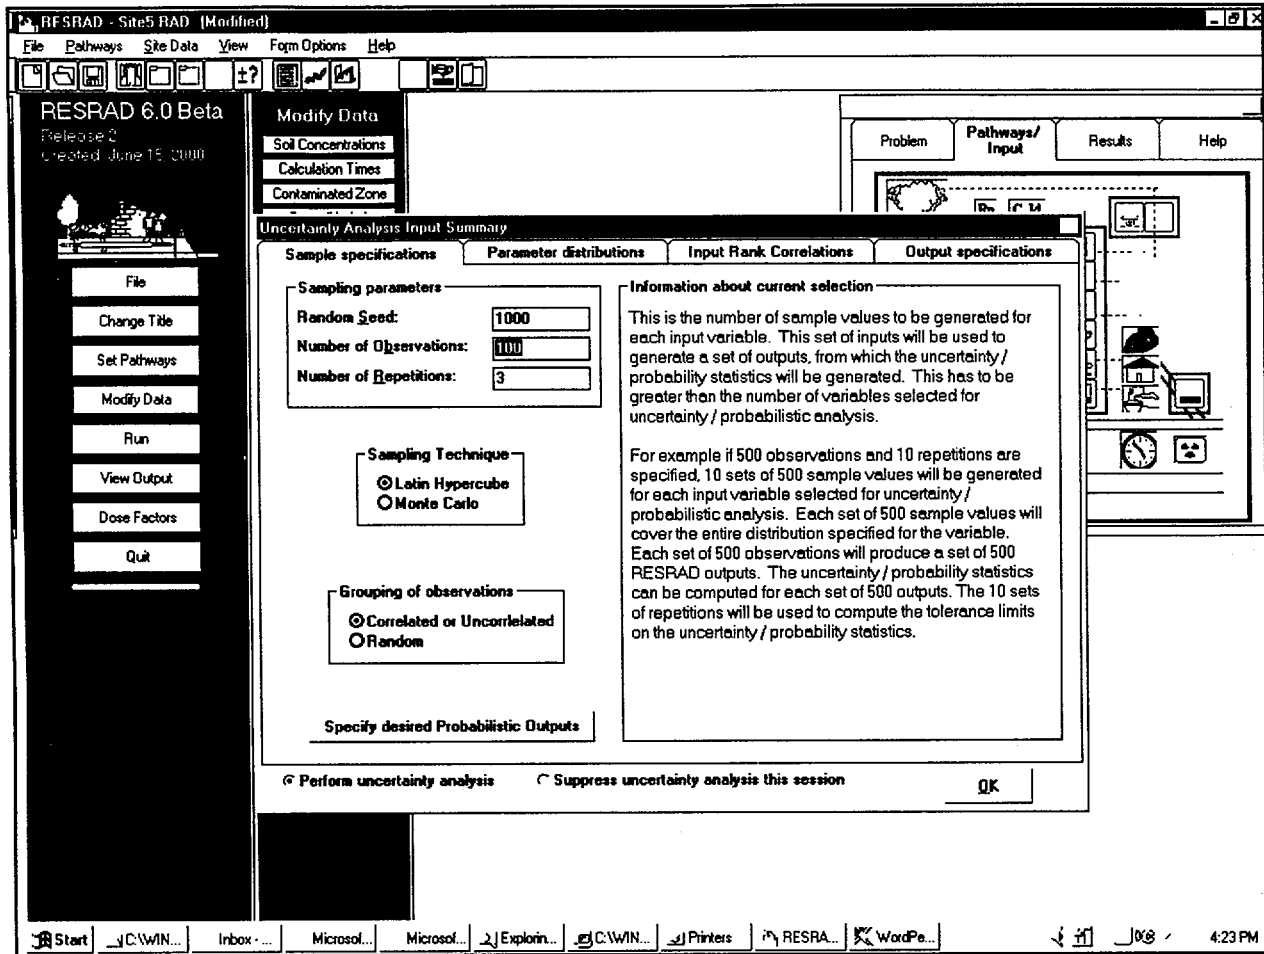 RESRAD - Site5 RAD (Modified)
File Pathways Site Data View Form Options Help
RESRAD 6.0 Beta
Release 2
Created June 15, 2000
File
Change Title
Set Pathways
Modify Data
Run
View Output
Dose Factors
Quit
Modify Data
Soil Concentrations
Calculation Times
Contaminated Zone
Problem
Pathways/
Input
Results
Help
Uncertainly Analysis Input Summary
Sample specifications
Parameter distributions
Input Rank Correlations
Output specifications
Sampling parameters
Random Seed: 1000
Number of Observations: 100
Number of Repetitions: 3
Sampling Technique
Latin Hypercube
Monte Carlo
Grouping of observations
Correlated or Uncorrlelated
Random
Specify desired Probabilistic Outputs
Information about current selection
This is the number of sample values to be generated for
each input variable. This set of inputs will be used to
generate a set of outputs, from which the uncertainty /
probability statistics will be generated. This has to be
greater than the number of variables selected for
uncertainty / probabilistic analysis.
For example if 500 observations and 10 repetitions are
specified, 10 sets of 500 sample values will be generated
for each input variable selected for uncertainty /
probabilistic analysis. Each set of 500 sample values will
cover the entire distribution specified for the variable.
Each set of 500 observations will produce a set of 500
RESRAD outputs. The uncertainty / probability statistics
can be computed for each set of 500 outputs. The 10 sets
of repetitions will be used to compute the tolerance limits
on the uncertainty / probability statistics.
Perform uncertainty analysis
Suppress uncertainty analysis this session
OK
Start C:\WIN... Inbox - ... Microsof... Microsof... Explorin... C:\WIN... Printers RESRA... WordPe... 4:23 PM